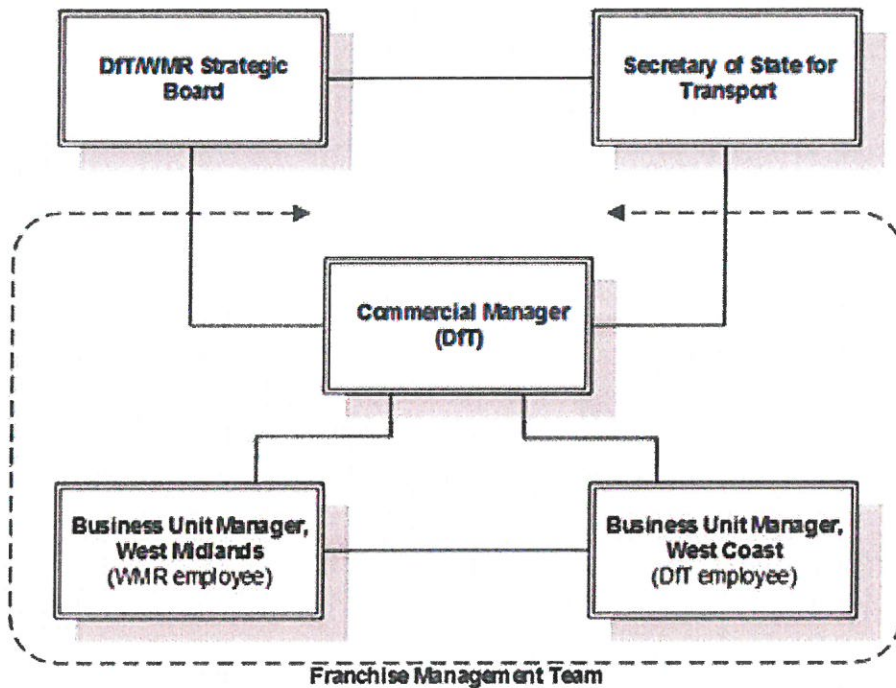 DfT/WMR Strategic
Board
Secretary of State for
Transport
Commercial Manager
(DfT)
Business Unit Manager,
West Midlands
(WMR employee)
Business Unit Manager,
West Coast
(DfT employee)
Franchise Management Team